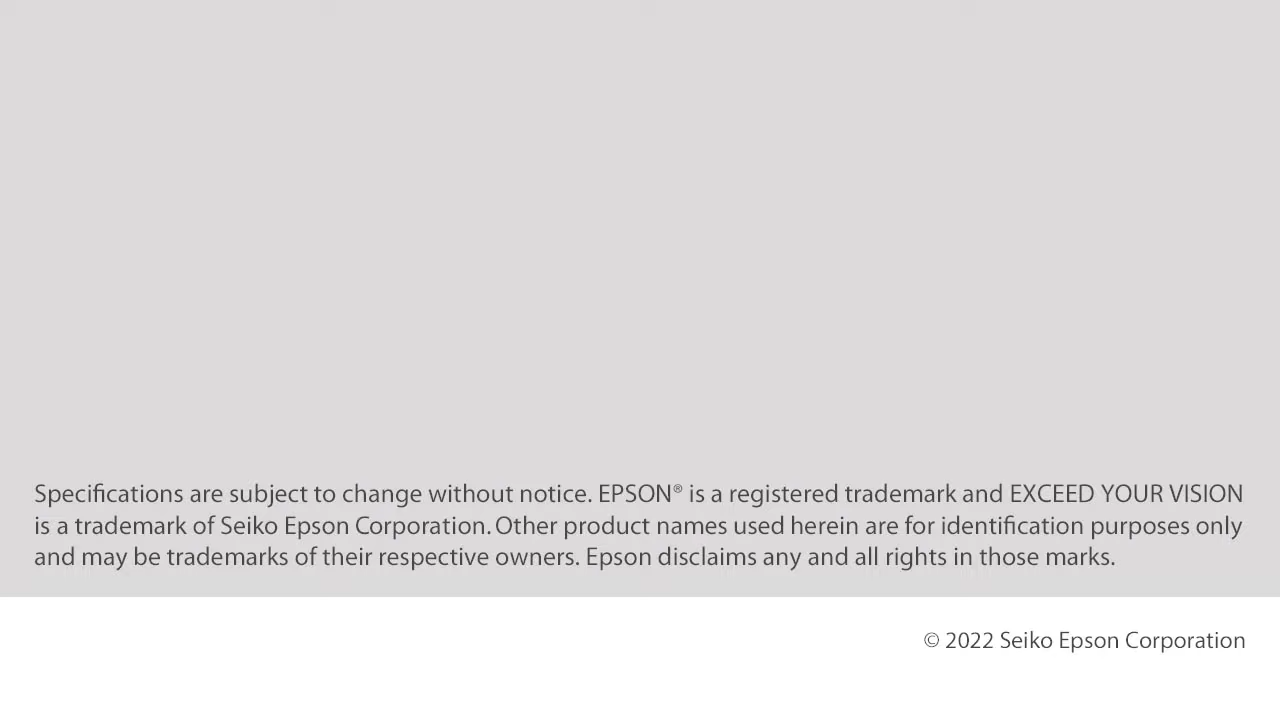 Specifications are subject to change without notice. EPSON® is a registered trademark and EXCEED YOUR VISION
is a trademark of Seiko Epson Corporation. Other product names used herein are for identification purposes only
and may be trademarks of their respective owners. Epson disclaims any and all rights in those marks.
© 2022 Seiko Epson Corporation